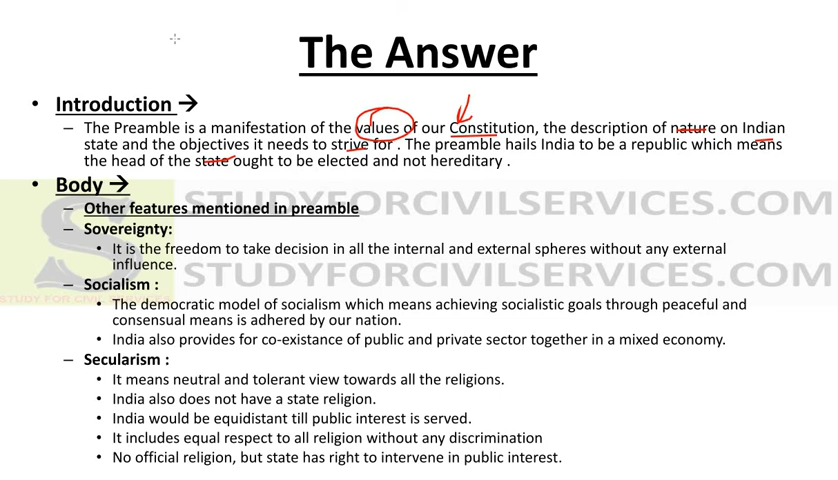 The Answer
• Introduction →
– The Preamble is a manifestation of the values of our Constitution, the description of nature on Indian
state and the objectives it needs to strive for . The preamble hails India to be a republic which means
the head of the state ought to be elected and not hereditary .
• Body →
– Other features mentioned in preamble
– Sovereignty:
• It is the freedom to take decision in all the internal and external spheres without any external
influence.
– Socialism :
• The democratic model of socialism which means achieving socialistic goals through peaceful and
consensual means is adhered by our nation.
• India also provides for co-existance of public and private sector together in a mixed economy.
– Secularism :
• It means neutral and tolerant view towards all the religions.
• India also does not have a state religion.
• India would be equidistant till public interest is served.
• It includes equal respect to all religion without any discrimination
• No official religion, but state has right to intervene in public interest.
STUDYFORCIVILSERVICES.COM
STUDYFORCIVILSERVICES.COM
STUDY FOR CIVIL SERVICES